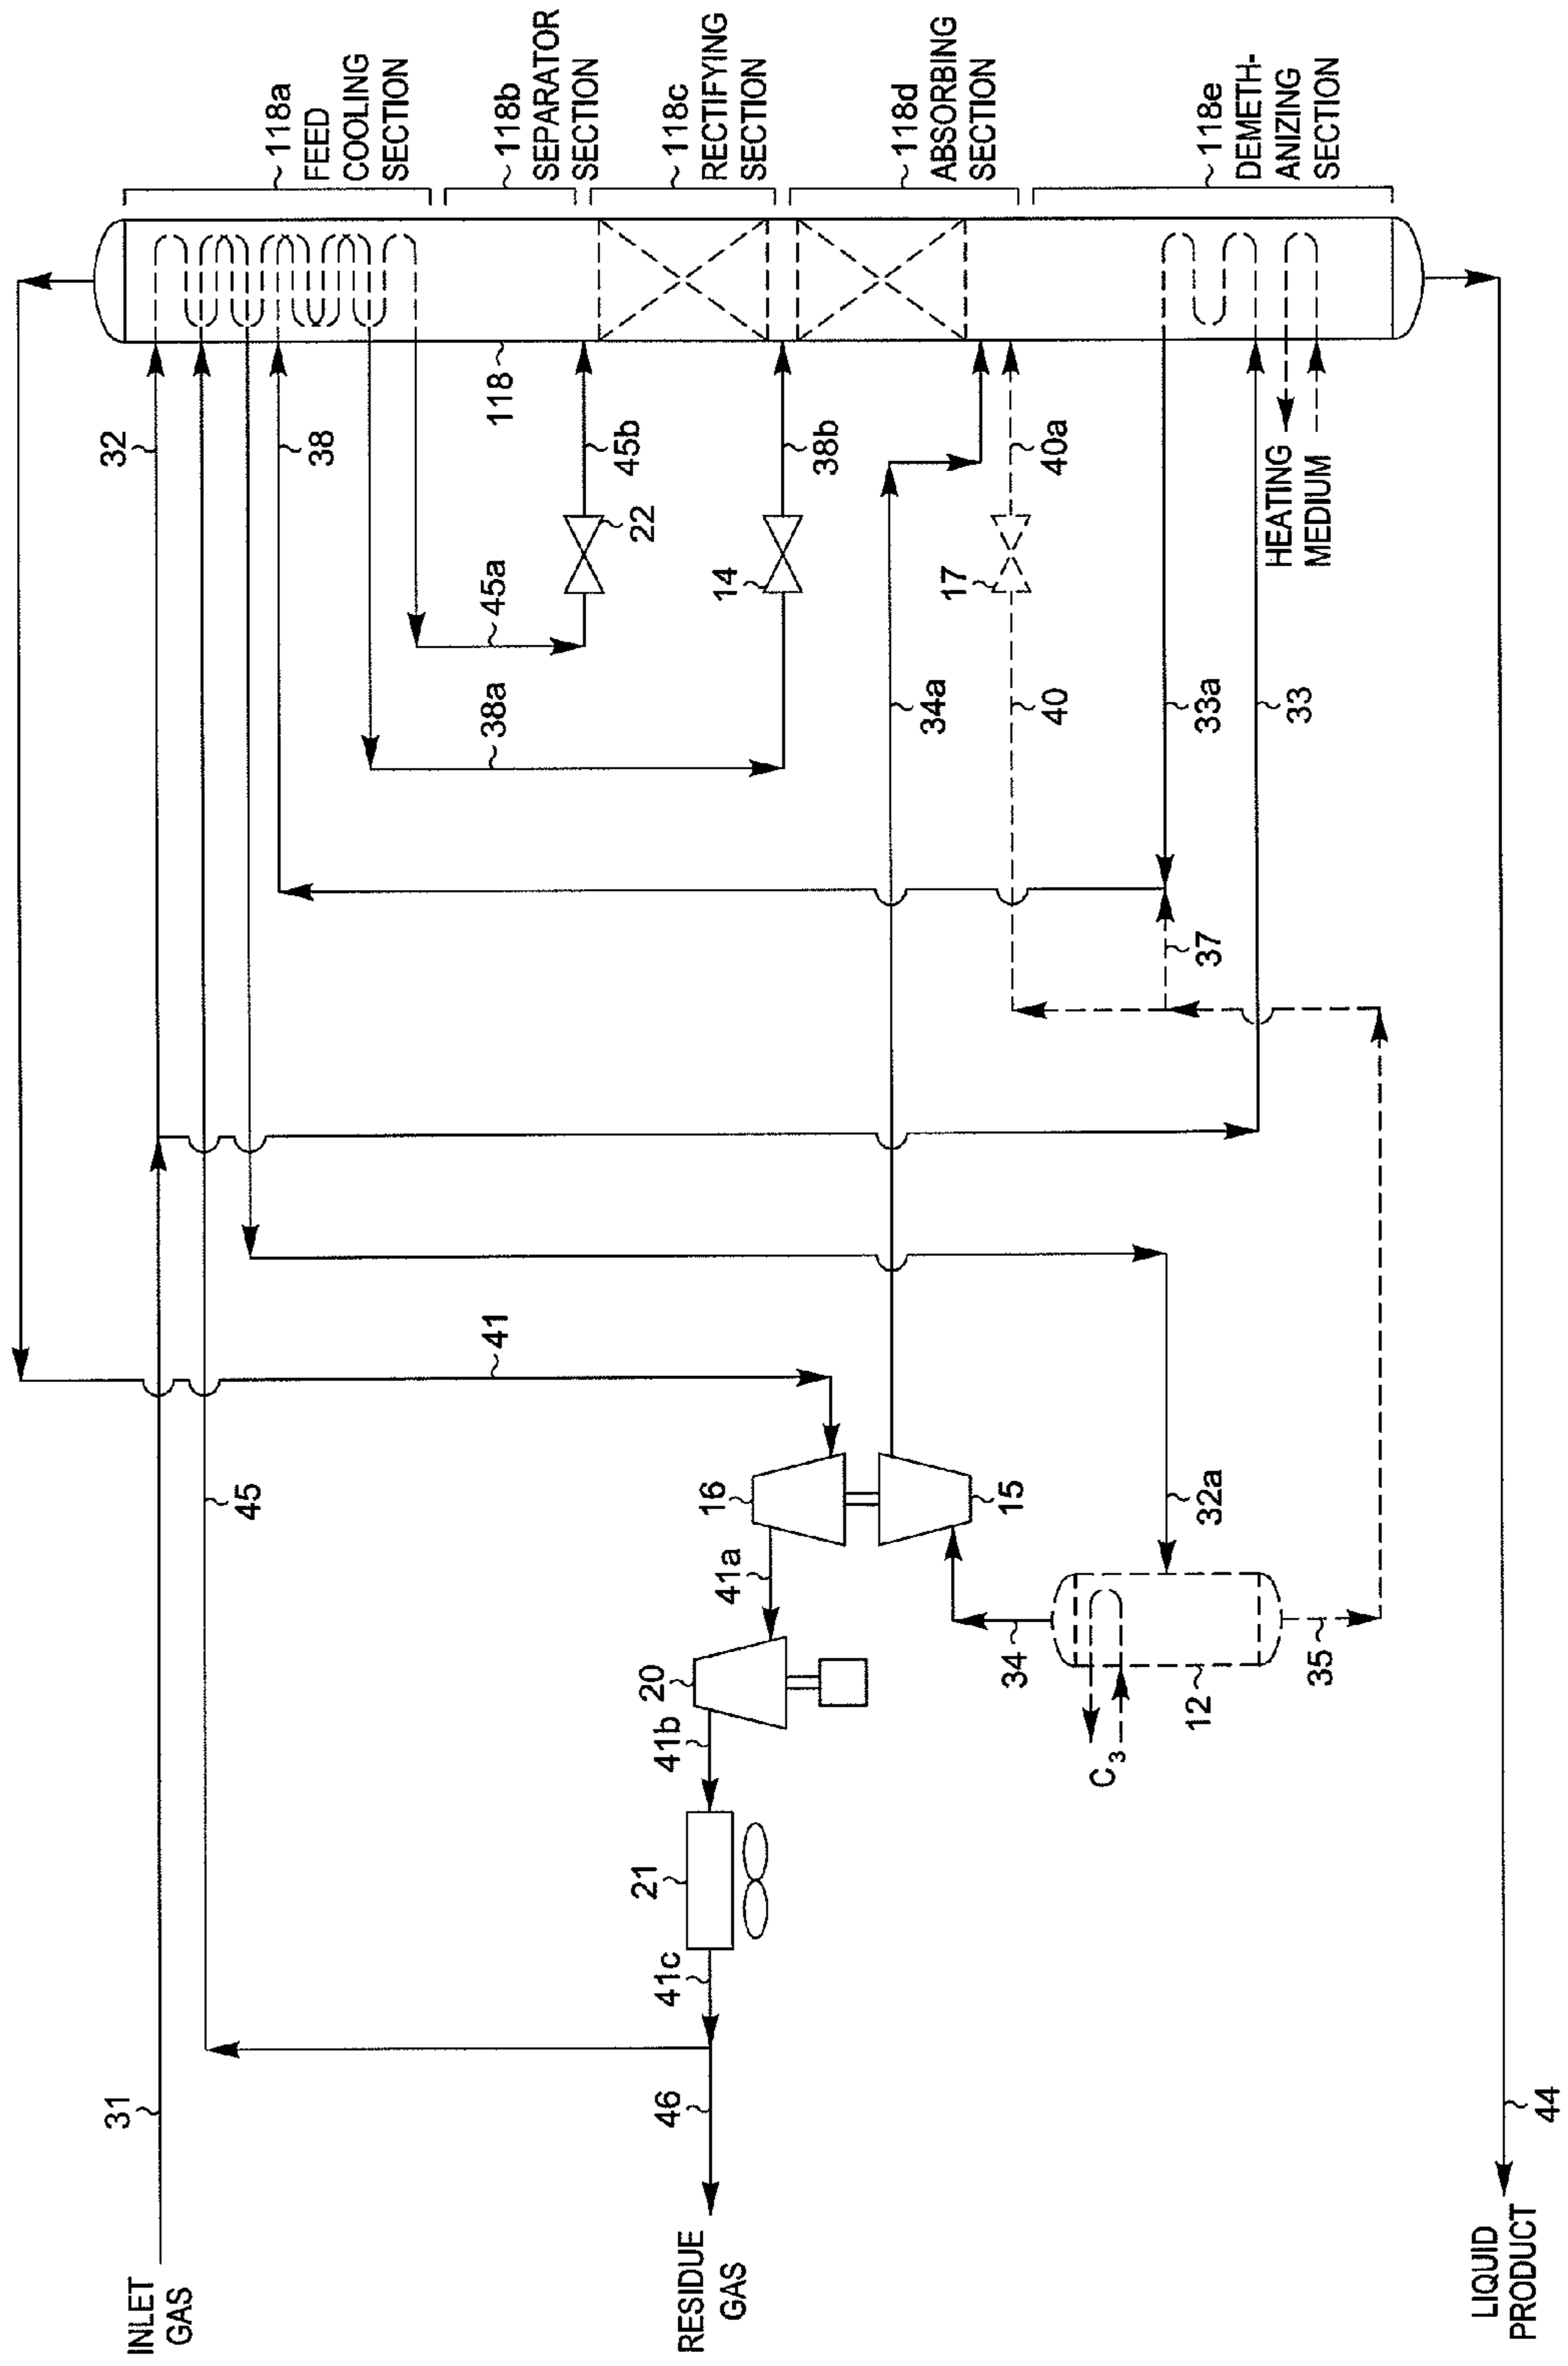 118a
FEED
COOLING
SECTION
118b
SEPARATOR
SECTION
118c
RECTIFYING
SECTION
118d
ABSORBING
SECTION
118e
DEMETH-
ANIZING
SECTION
118
32
38
45b
22
45a
14
38b
38a
34a
17
40a
40
33a
33
HEATING
MEDIUM
37
41
45
16
15
32a
41a
20
34
35
12
C3
41b
21
41c
31
46
44
INLET
GAS
RESIDUE
GAS
LIQUID
PRODUCT